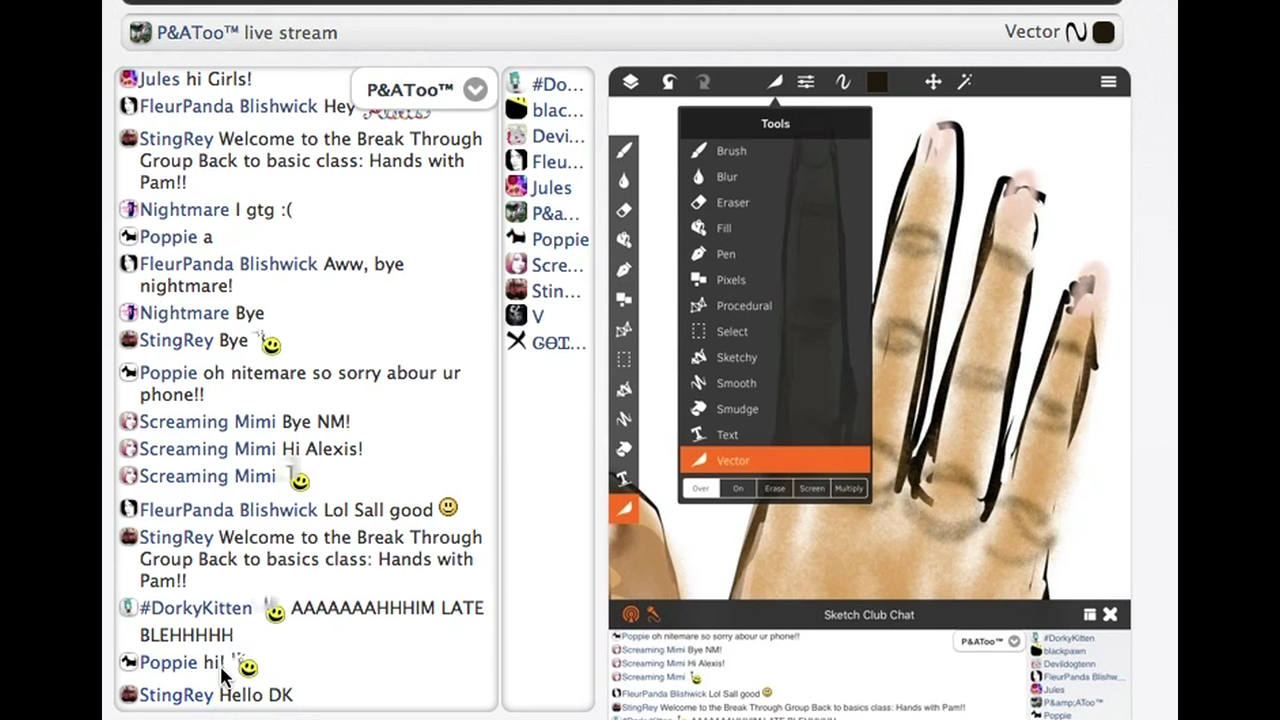 P&AToo™ live stream
Vector
Jules hi Girls!
P&AToo™
FleurPanda Blishwick Hey
StingRey Welcome to the Break Through
Group Back to basic class: Hands with
Pam!!
Nightmare I gtg :(
Poppie a
FleurPanda Blishwick Aww, bye
nightmare!
Nightmare Bye
StingRey Bye
Poppie oh nitemare so sorry abour ur
phone!!
Screaming Mimi Bye NM!
Screaming Mimi Hi Alexis!
Screaming Mimi
FleurPanda Blishwick Lol Sall good
StingRey Welcome to the Break Through
Group Back to basics class: Hands with
Pam!!
#DorkyKitten AAAAAAAHHHIM LATE
BLEHHHHH
Poppie hi!
StingRey Hello DK
#Do...
blac...
Devi...
Fleu...
Jules
P&a...
Poppie
Scre...
Stin...
V
Tools
Brush
Blur
Eraser
Fill
Pen
Pixels
Procedural
Select
Sketchy
Smooth
Smudge
Text
Vector
Over On Erase Screen Multiply
Sketch Club Chat
Poppie oh nitemare so sorry abour ur phone!!
Screaming Mimi Bye NM!
Screaming Mimi Hi Alexis!
Screaming Mimi
FleurPanda Blishwick Lol Sall good
StingRey Welcome to the Break Through Group Back to basics class: Hands with Pam!!
P&AToo™
#DorkyKitten
blackpawn
Devildogtenn
FleurPanda Blishw...
Jules
P&amp;AToo™
Poppie